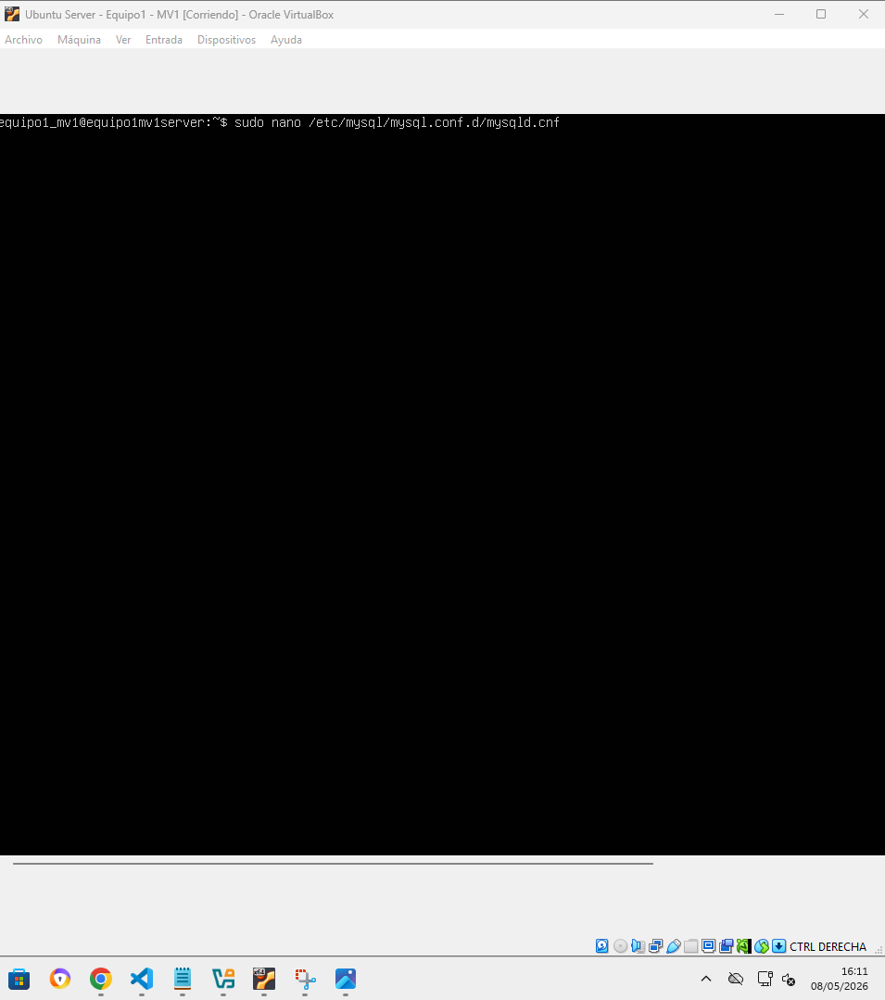 Ubuntu Server - Equipo1 - MV1 [Corriendo] - Oracle VirtualBox
Archivo Máquina Ver Entrada Dispositivos Ayuda
equipo1_mv1@equipo1mv1server:~$ sudo nano /etc/mysql/mysql.conf.d/mysqld.cnf
CTRL DERECHA
16:11
08/05/2026